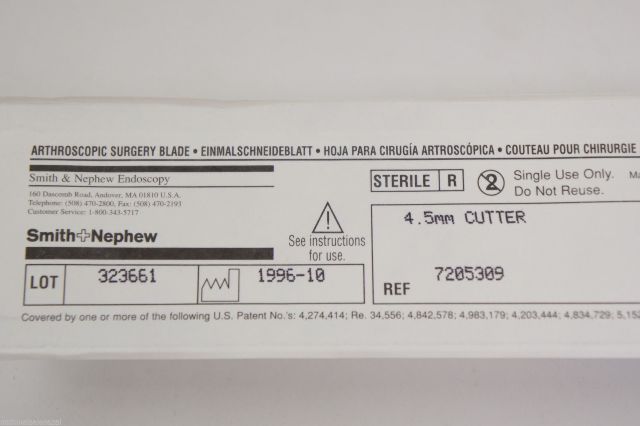 ARTHROSCOPIC SURGERY BLADE • EINMALSCHNEIDEBLATT • HOJA PARA CIRUGÍA ARTROSCÓPICA • COUTEAU POUR CHIRURGIE
Smith & Nephew Endoscopy
160 Dascomb Road, Andover, MA 01810 U.S.A.
Telephone: (508) 470-2800, Fax: (508) 470-2193
Customer Service: 1-800-343-5717
Smith+Nephew
See instructions
for use.
STERILE R
2
Single Use Only.
Do Not Reuse.
4.5mm CUTTER
REF 7205309
LOT 323661 1996-10
Covered by one or more of the following U.S. Patent No.'s: 4,274,414; Re. 34,556; 4,842,578; 4,983,179; 4,203,444; 4,834,729; 5,152